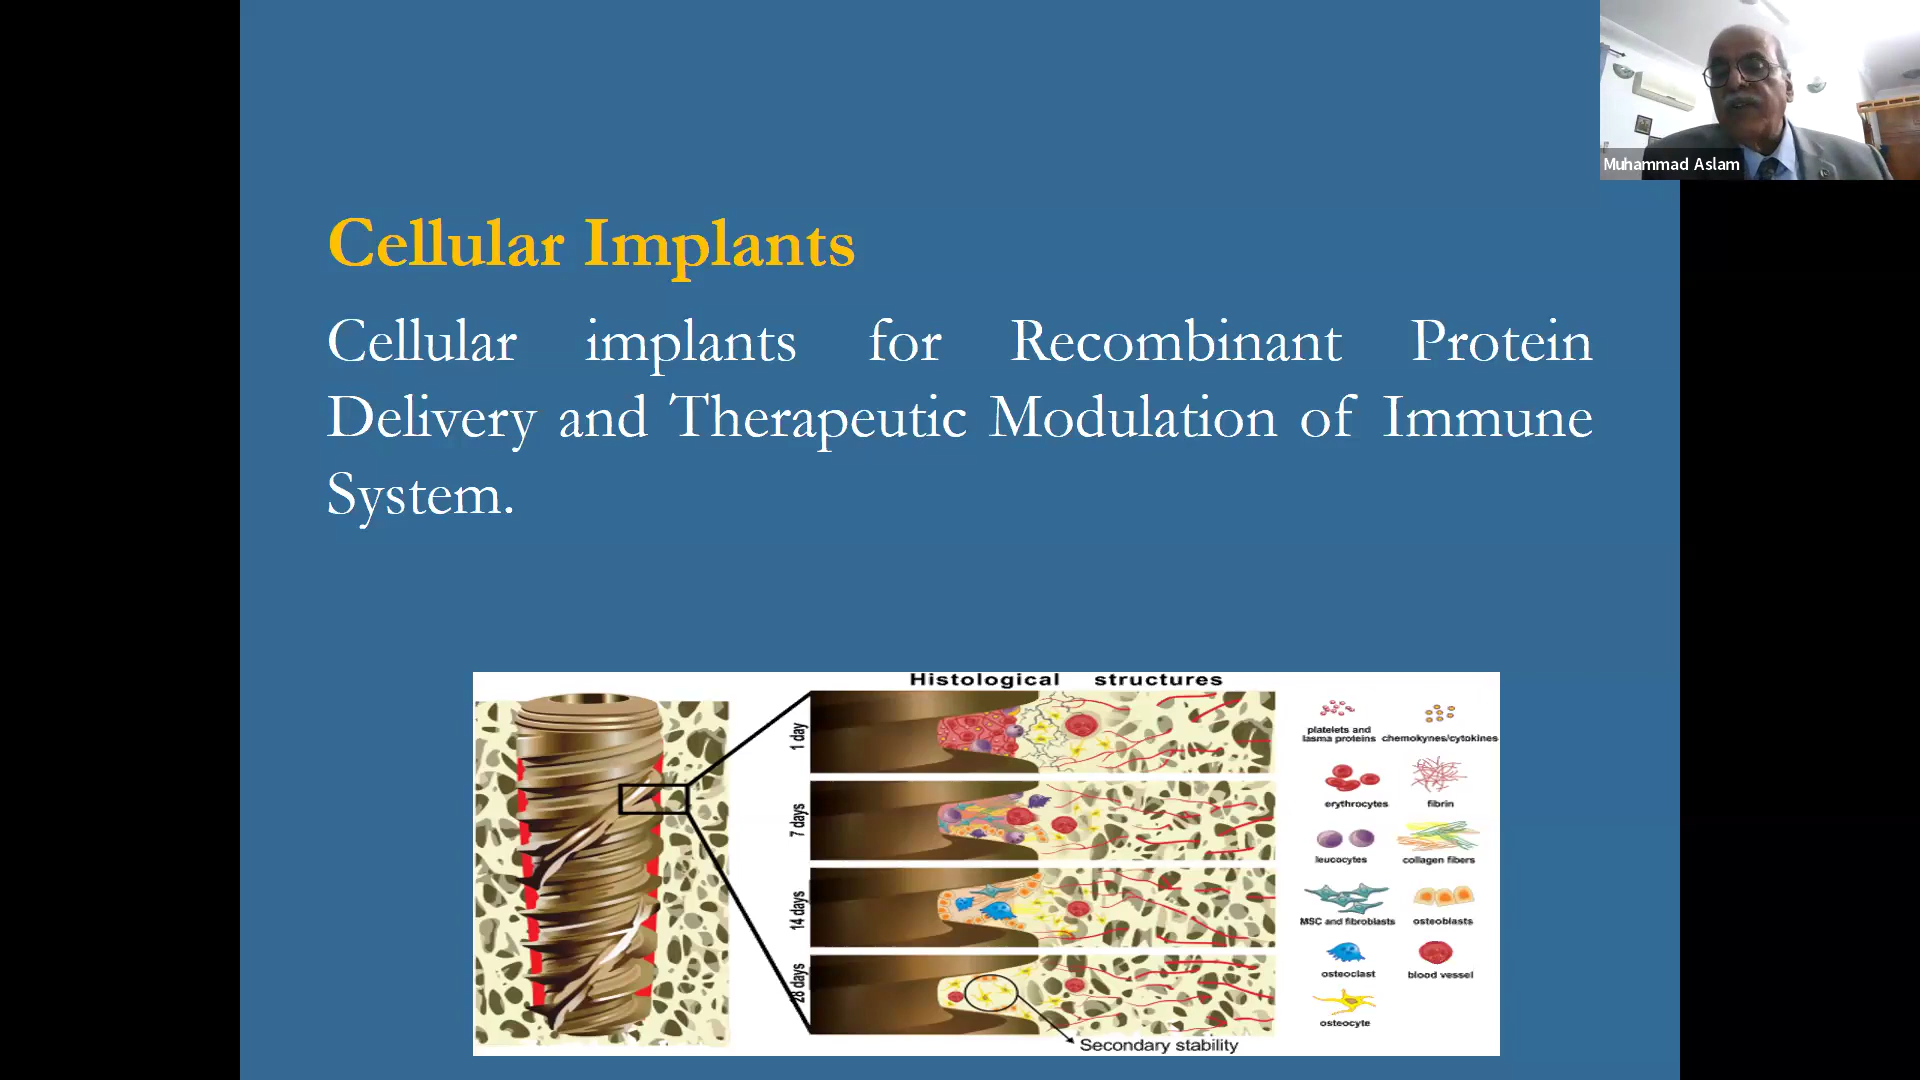 Muhammad Aslam
Cellular Implants
Cellular implants for Recombinant Protein
Delivery and Therapeutic Modulation of Immune
System.
Histological structures
1 day
7 days
14 days
28 days
Secondary stability
platelets and
lasma proteins
chemokynes/cytokines
erythrocytes
fibrin
leucocytes
collagen fibers
MSC and fibroblasts
osteoblasts
osteoclast
blood vessel
osteocyte